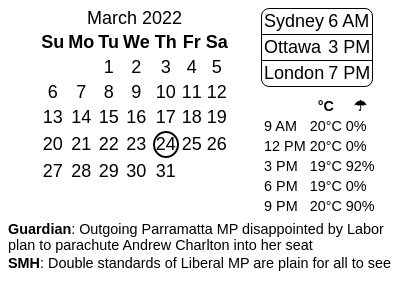 March 2022
Su Mo Tu We Th Fr Sa
1 2 3 4 5
6 7 8 9 10 11 12
13 14 15 16 17 18 19
20 21 22 23 24 25 26
27 28 29 30 31
Sydney 6 AM
Ottawa 3 PM
London 7 PM
°C ☂
9 AM 20°C 0%
12 PM 20°C 0%
3 PM 19°C 92%
6 PM 19°C 0%
9 PM 20°C 90%
Guardian: Outgoing Parramatta MP disappointed by Labor
plan to parachute Andrew Charlton into her seat
SMH: Double standards of Liberal MP are plain for all to see